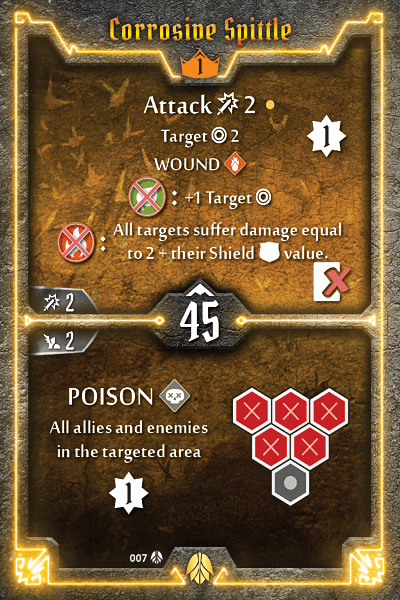 Corrosive Spittle
1
Attack 2
Target 2
1
WOUND
: +1 Target
: All targets suffer damage equal
to 2 + their Shield value.
2
45
2
POISON
All allies and enemies
in the targeted area
1
007